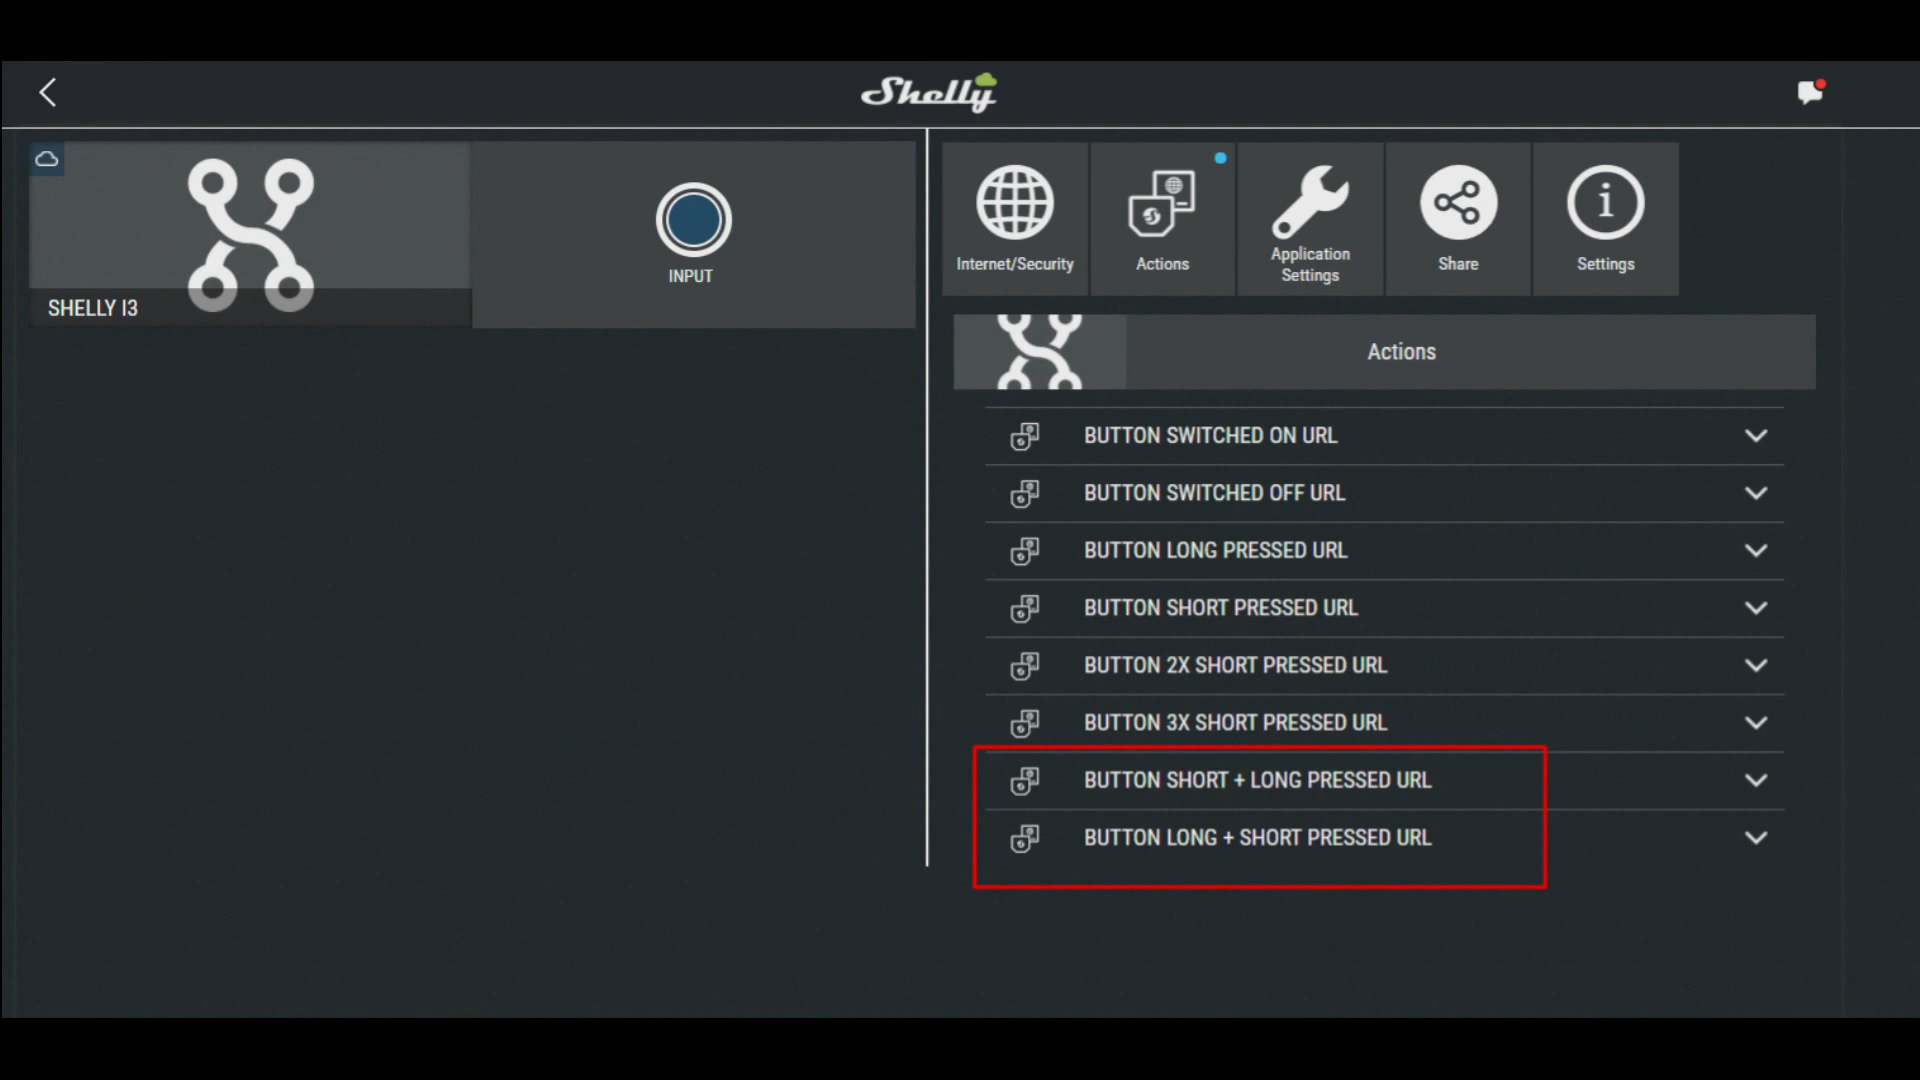 Shelly
SHELLY I3
INPUT
Internet/Security
Actions
Application
Settings
Share
Settings
Actions
BUTTON SWITCHED ON URL
BUTTON SWITCHED OFF URL
BUTTON LONG PRESSED URL
BUTTON SHORT PRESSED URL
BUTTON 2X SHORT PRESSED URL
BUTTON 3X SHORT PRESSED URL
BUTTON SHORT + LONG PRESSED URL
BUTTON LONG + SHORT PRESSED URL